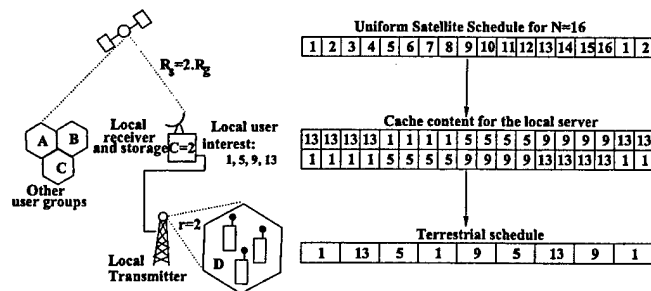 R_s=2.R_g
A
B
C
Other
user groups
Local
receiver
and storage
C=2
Local user
interest:
1, 5, 9, 13
r=2
Local
Transmitter
D
Uniform Satellite Schedule for N=16
1 2 3 4 5 6 7 8 9 10 11 12 13 14 15 16 1 2
Cache content for the local server
13 13 13 13 1 1 1 1 5 5 5 5 9 9 9 9 13 13
1 1 1 1 5 5 5 5 9 9 9 9 13 13 13 13 1 1
Terrestrial schedule
1 13 5 1 9 5 13 9 1